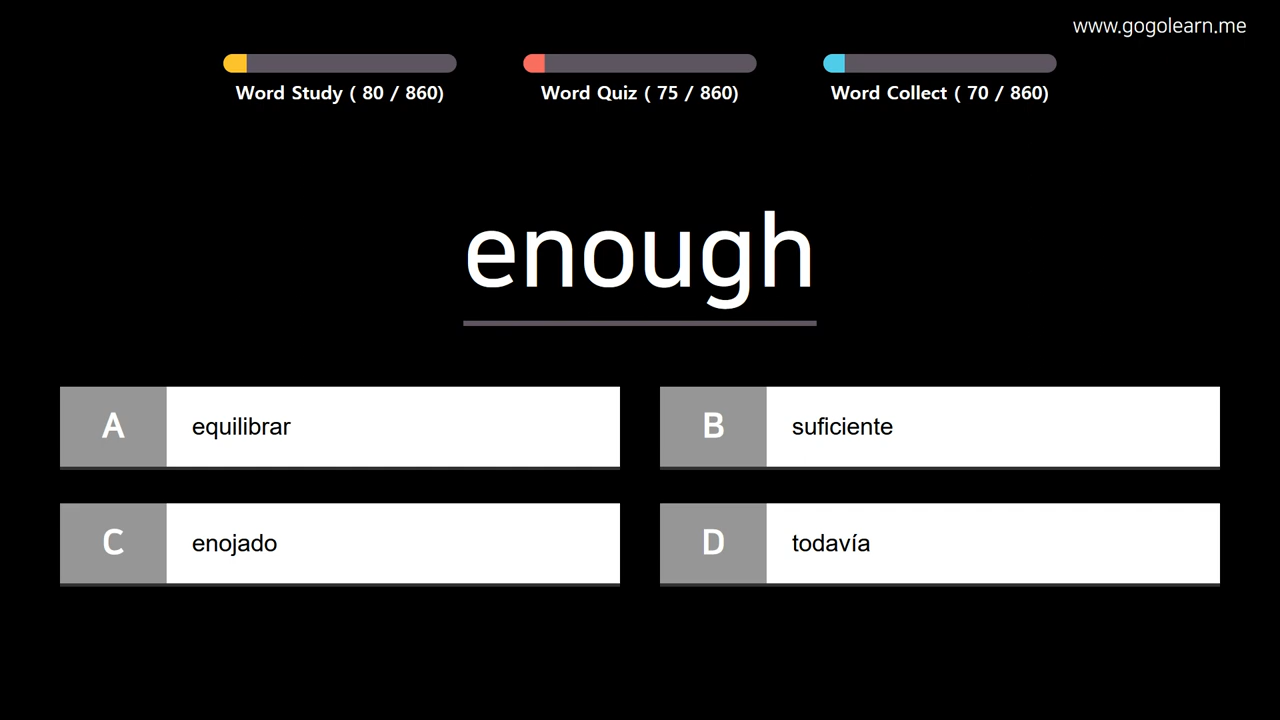 www.gogolearn.me
Word Study ( 80 / 860)
Word Quiz ( 75 / 860)
Word Collect ( 70 / 860)
enough
A equilibrar
B suficiente
C enojado
D todavía